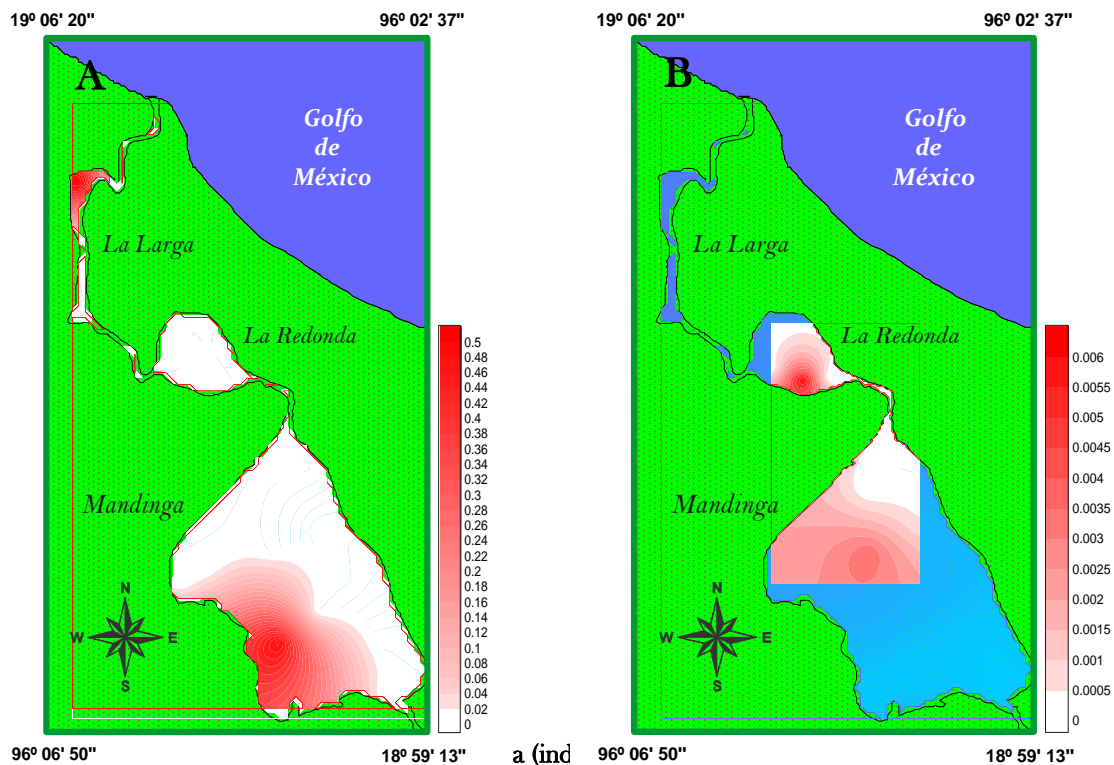 19º 06' 20"
96º 02' 37"
A
Golfo
de
México
La Larga
La Redonda
Mandinga
N
W
E
S
0.5
0.48
0.46
0.44
0.42
0.4
0.38
0.36
0.34
0.32
0.3
0.28
0.26
0.24
0.22
0.2
0.18
0.16
0.14
0.12
0.1
0.08
0.06
0.04
0.02
0
96º 06' 50"
18º 59' 13"
a (ind
19º 06' 20"
96º 02' 37"
B
Golfo
de
México
La Larga
La Redonda
Mandinga
N
W
E
S
0.006
0.0055
0.005
0.0045
0.004
0.0035
0.003
0.0025
0.002
0.0015
0.001
0.0005
0
96º 06' 50"
18º 59' 13"